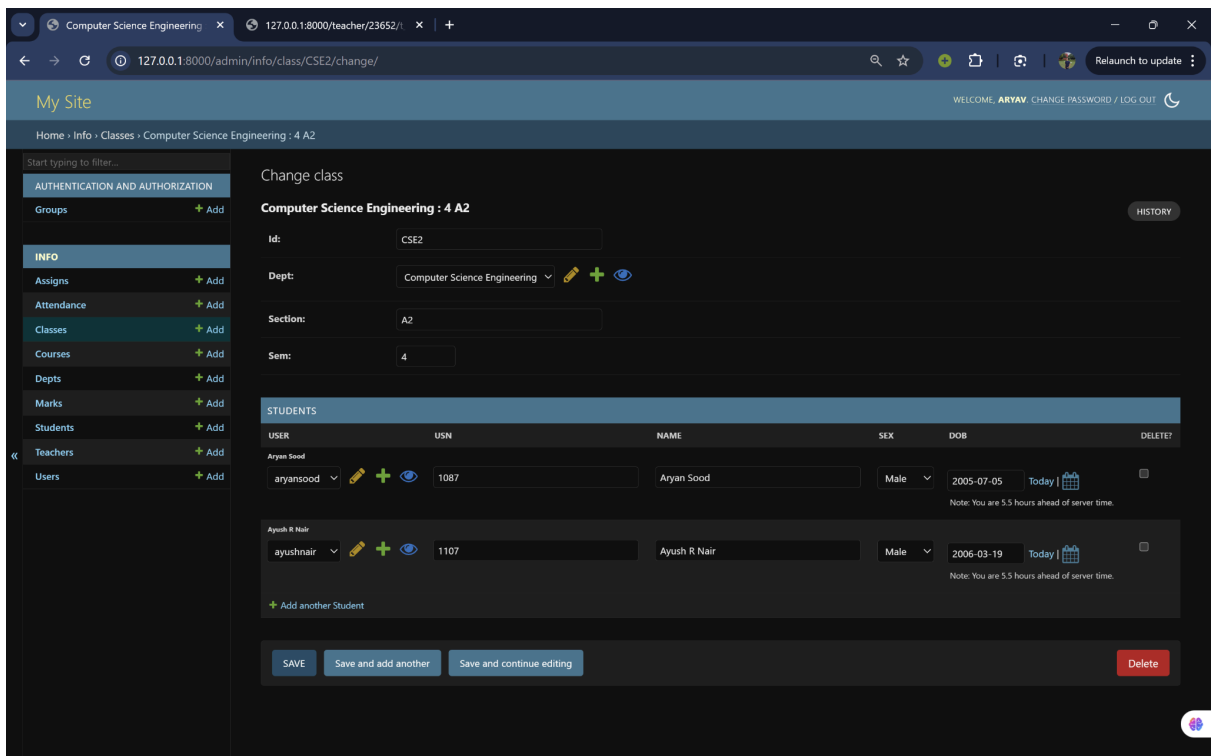 Computer Science Engineering
127.0.0.1:8000/teacher/23652/t
127.0.0.1:8000/admin/info/class/CSE2/change/
Relaunch to update
My Site
WELCOME, ARYAV. CHANGE PASSWORD / LOG OUT
Home › Info › Classes › Computer Science Engineering : 4 A2
Start typing to filter...
AUTHENTICATION AND AUTHORIZATION
Groups + Add
INFO
Assigns + Add
Attendance + Add
Classes + Add
Courses + Add
Depts + Add
Marks + Add
Students + Add
Teachers + Add
Users + Add
«
Change class
Computer Science Engineering : 4 A2
HISTORY
Id: CSE2
Dept: Computer Science Engineering
Section: A2
Sem: 4
STUDENTS
USER USN NAME SEX DOB DELETE?
Aryan Sood
aryansood 1087 Aryan Sood Male 2005-07-05 Today |
Note: You are 5.5 hours ahead of server time.
Ayush R Nair
ayushnair 1107 Ayush R Nair Male 2006-03-19 Today |
Note: You are 5.5 hours ahead of server time.
+ Add another Student
SAVE Save and add another Save and continue editing Delete